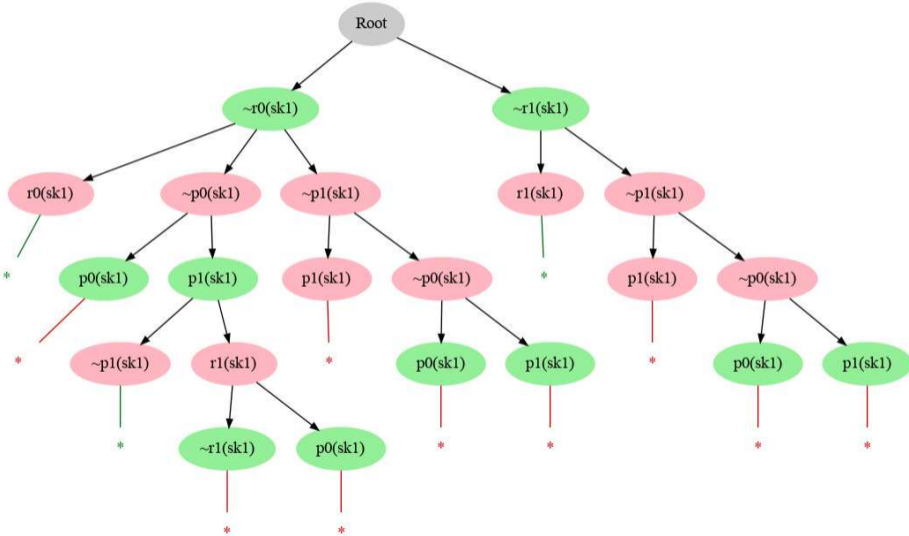 Root
~r0(sk1) ~r1(sk1)
r0(sk1) ~p0(sk1) ~p1(sk1) r1(sk1) ~p1(sk1)
* p0(sk1) p1(sk1) p1(sk1) ~p0(sk1) * p1(sk1) ~p0(sk1)
* ~p1(sk1) r1(sk1) * p0(sk1) p1(sk1) * p0(sk1) p1(sk1)
* ~r1(sk1) p0(sk1) * * * *
* *